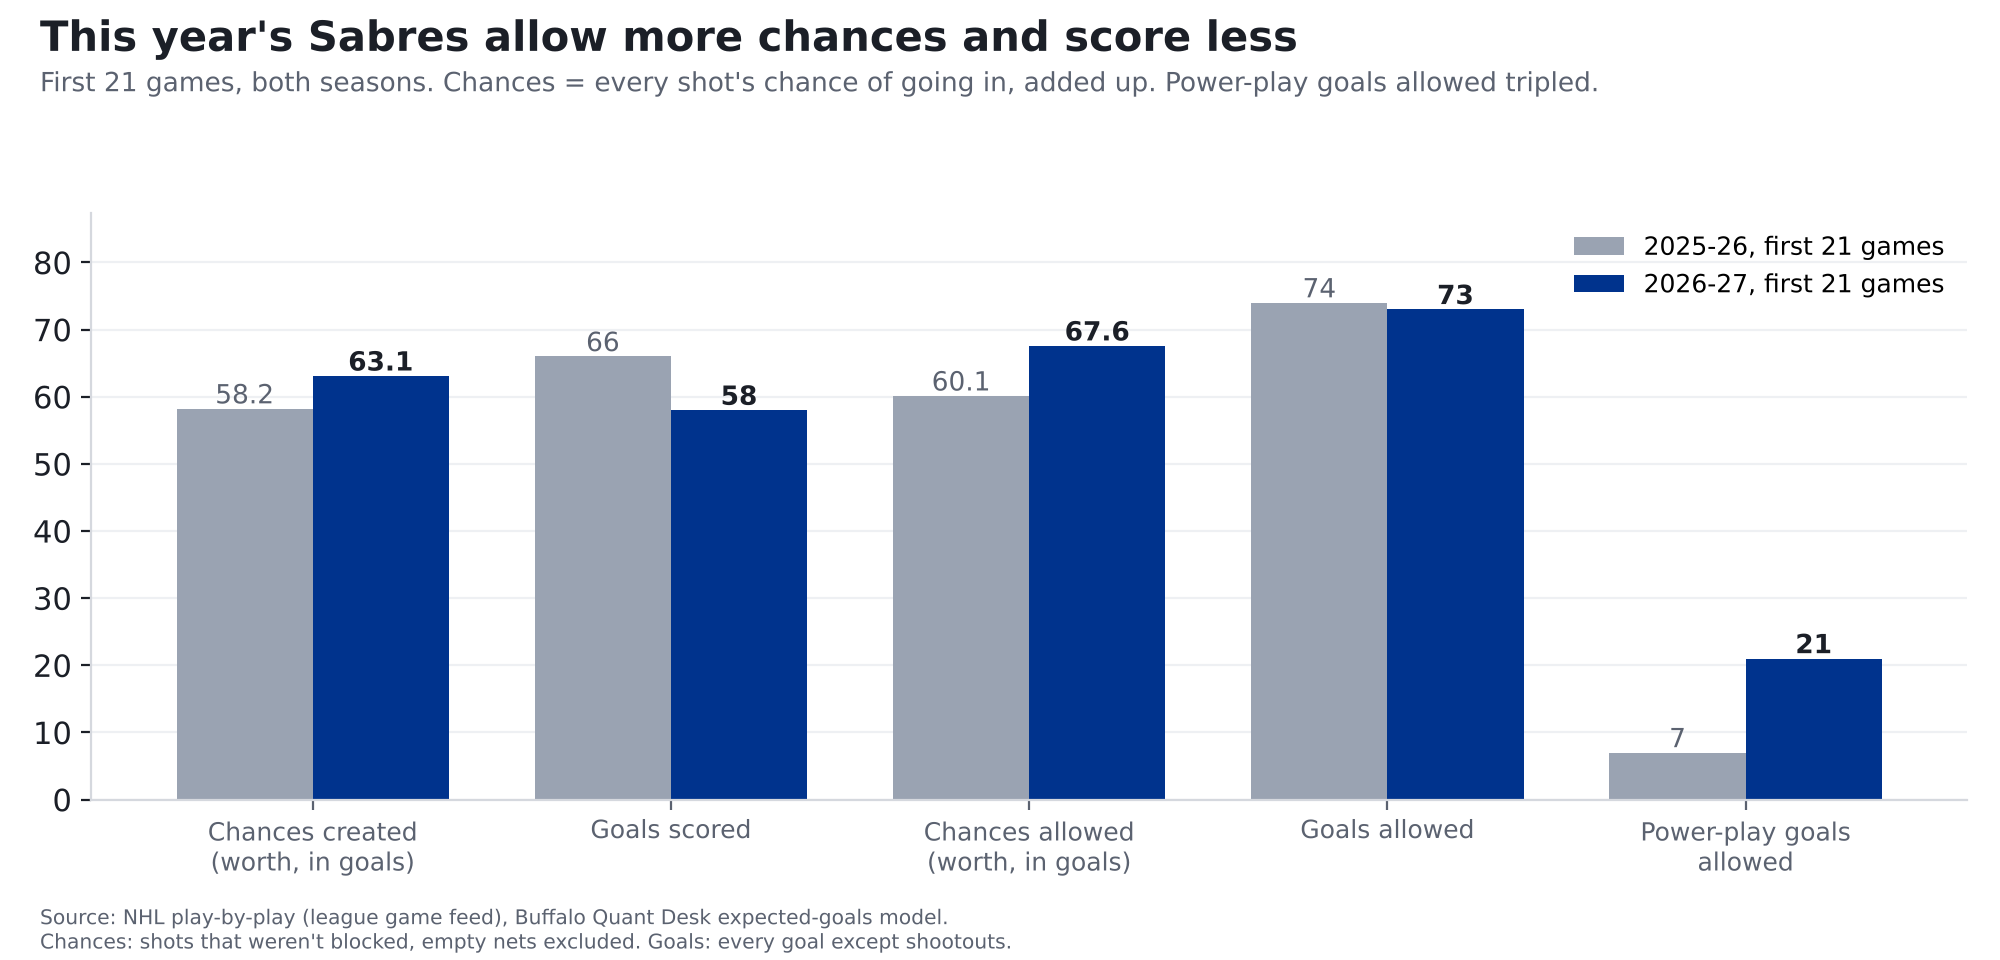 This year's Sabres allow more chances and score less
First 21 games, both seasons. Chances = every shot's chance of going in, added up. Power-play goals allowed tripled.
2025-26, first 21 games
2026-27, first 21 games
80
70
60
50
40
30
20
10
0
58.2
63.1
66
58
60.1
67.6
74
73
7
21
Chances created
(worth, in goals)
Goals scored
Chances allowed
(worth, in goals)
Goals allowed
Power-play goals
allowed
Source: NHL play-by-play (league game feed), Buffalo Quant Desk expected-goals model.
Chances: shots that weren't blocked, empty nets excluded. Goals: every goal except shootouts.